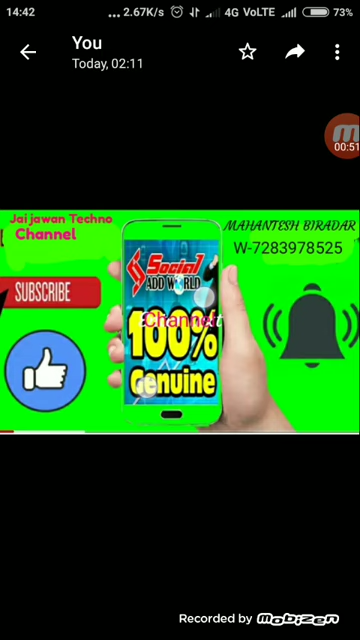 14:42
... 2.67K/s 4G VoLTE 73%
You
Today, 02:11
00:51
Jai jawan Techno
Channel
MAHANTESH BIRADAR
W-7283978525
SUBSCRIBE
Social
ADD WORLD
Channel
100%
Genuine
Recorded by MOBIZEN